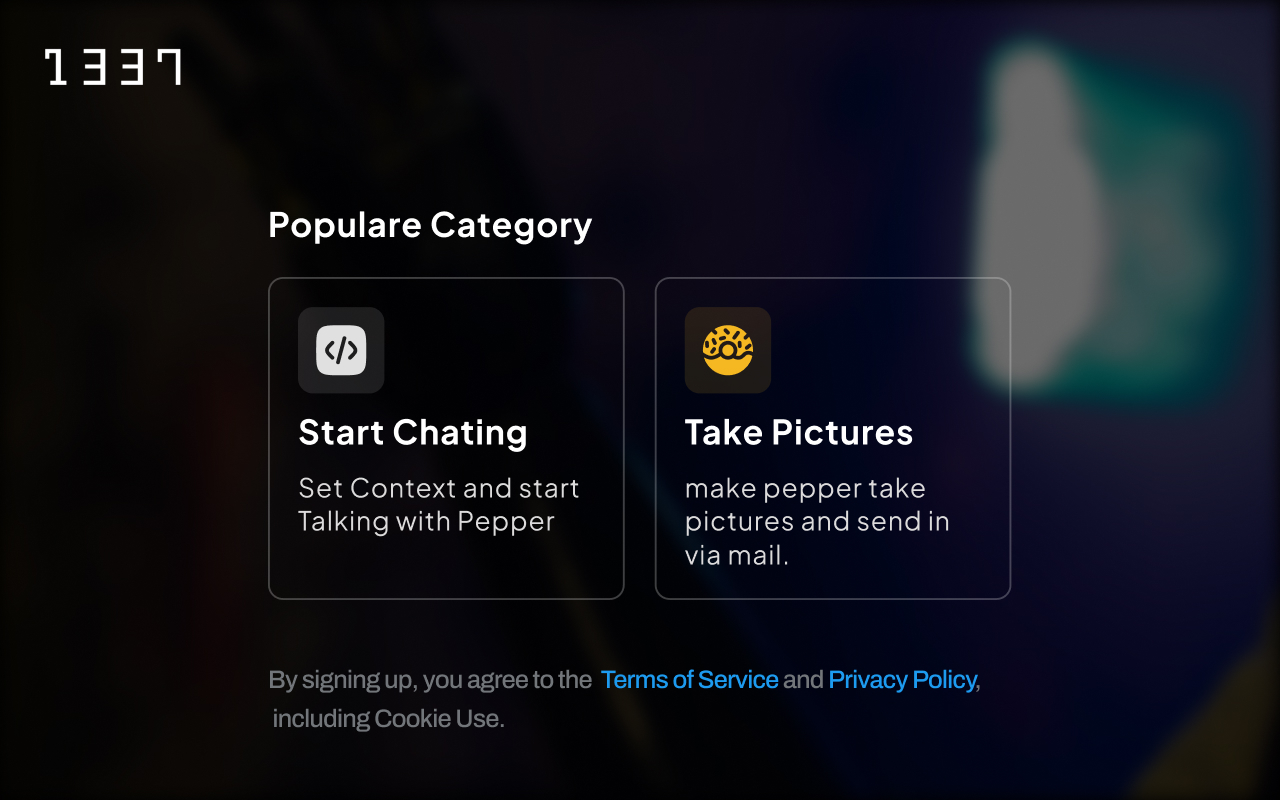 1337
Populare Category
Start Chating
Set Context and start
Talking with Pepper
Take Pictures
make pepper take
pictures and send in
via mail.
By signing up, you agree to the Terms of Service and Privacy Policy,
including Cookie Use.